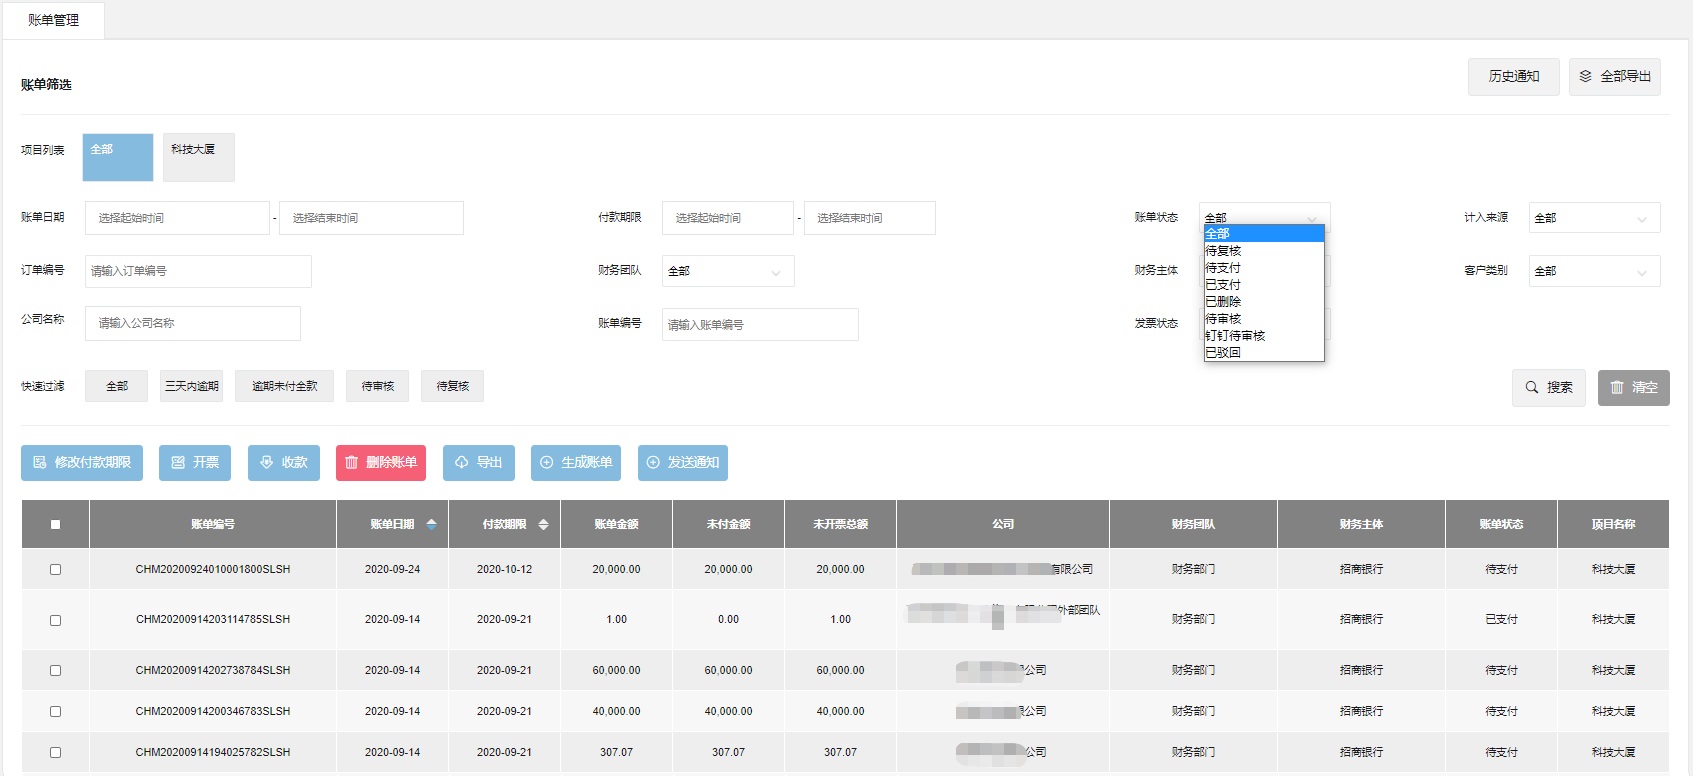 账单管理
账单筛选
历史通知
全部导出
项目列表 全部 科技大厦
账单日期 选择起始时间 - 选择结束时间 付款期限 选择起始时间 - 选择结束时间 账单状态 全部 计入来源 全部
全部
待复核
待支付
已支付
已删除
待审核
钉钉待审核
已驳回
订单编号 请输入订单编号 财务团队 全部 财务主体 客户类别 全部
公司名称 请输入公司名称 账单编号 请输入账单编号 发票状态
快速过滤 全部 三天内逾期 逾期未付全款 待审核 待复核 搜索 清空
修改付款期限 开票 收款 删除账单 导出 生成账单 发送通知
账单编号 账单日期 付款期限 账单金额 未付金额 未开票总额 公司 财务团队 财务主体 账单状态 项目名称
CHM20200924010001800SLSH 2020-09-24 2020-10-12 20,000.00 20,000.00 20,000.00 有限公司 财务部门 招商银行 待支付 科技大厦
CHM20200914203114785SLSH 2020-09-14 2020-09-21 1.00 0.00 1.00 外部团队 财务部门 招商银行 已支付 科技大厦
CHM20200914202738784SLSH 2020-09-14 2020-09-21 60,000.00 60,000.00 60,000.00 公司 财务部门 招商银行 待支付 科技大厦
CHM20200914200346783SLSH 2020-09-14 2020-09-21 40,000.00 40,000.00 40,000.00 公司 财务部门 招商银行 待支付 科技大厦
CHM20200914194025782SLSH 2020-09-14 2020-09-21 307.07 307.07 307.07 公司 财务部门 招商银行 待支付 科技大厦